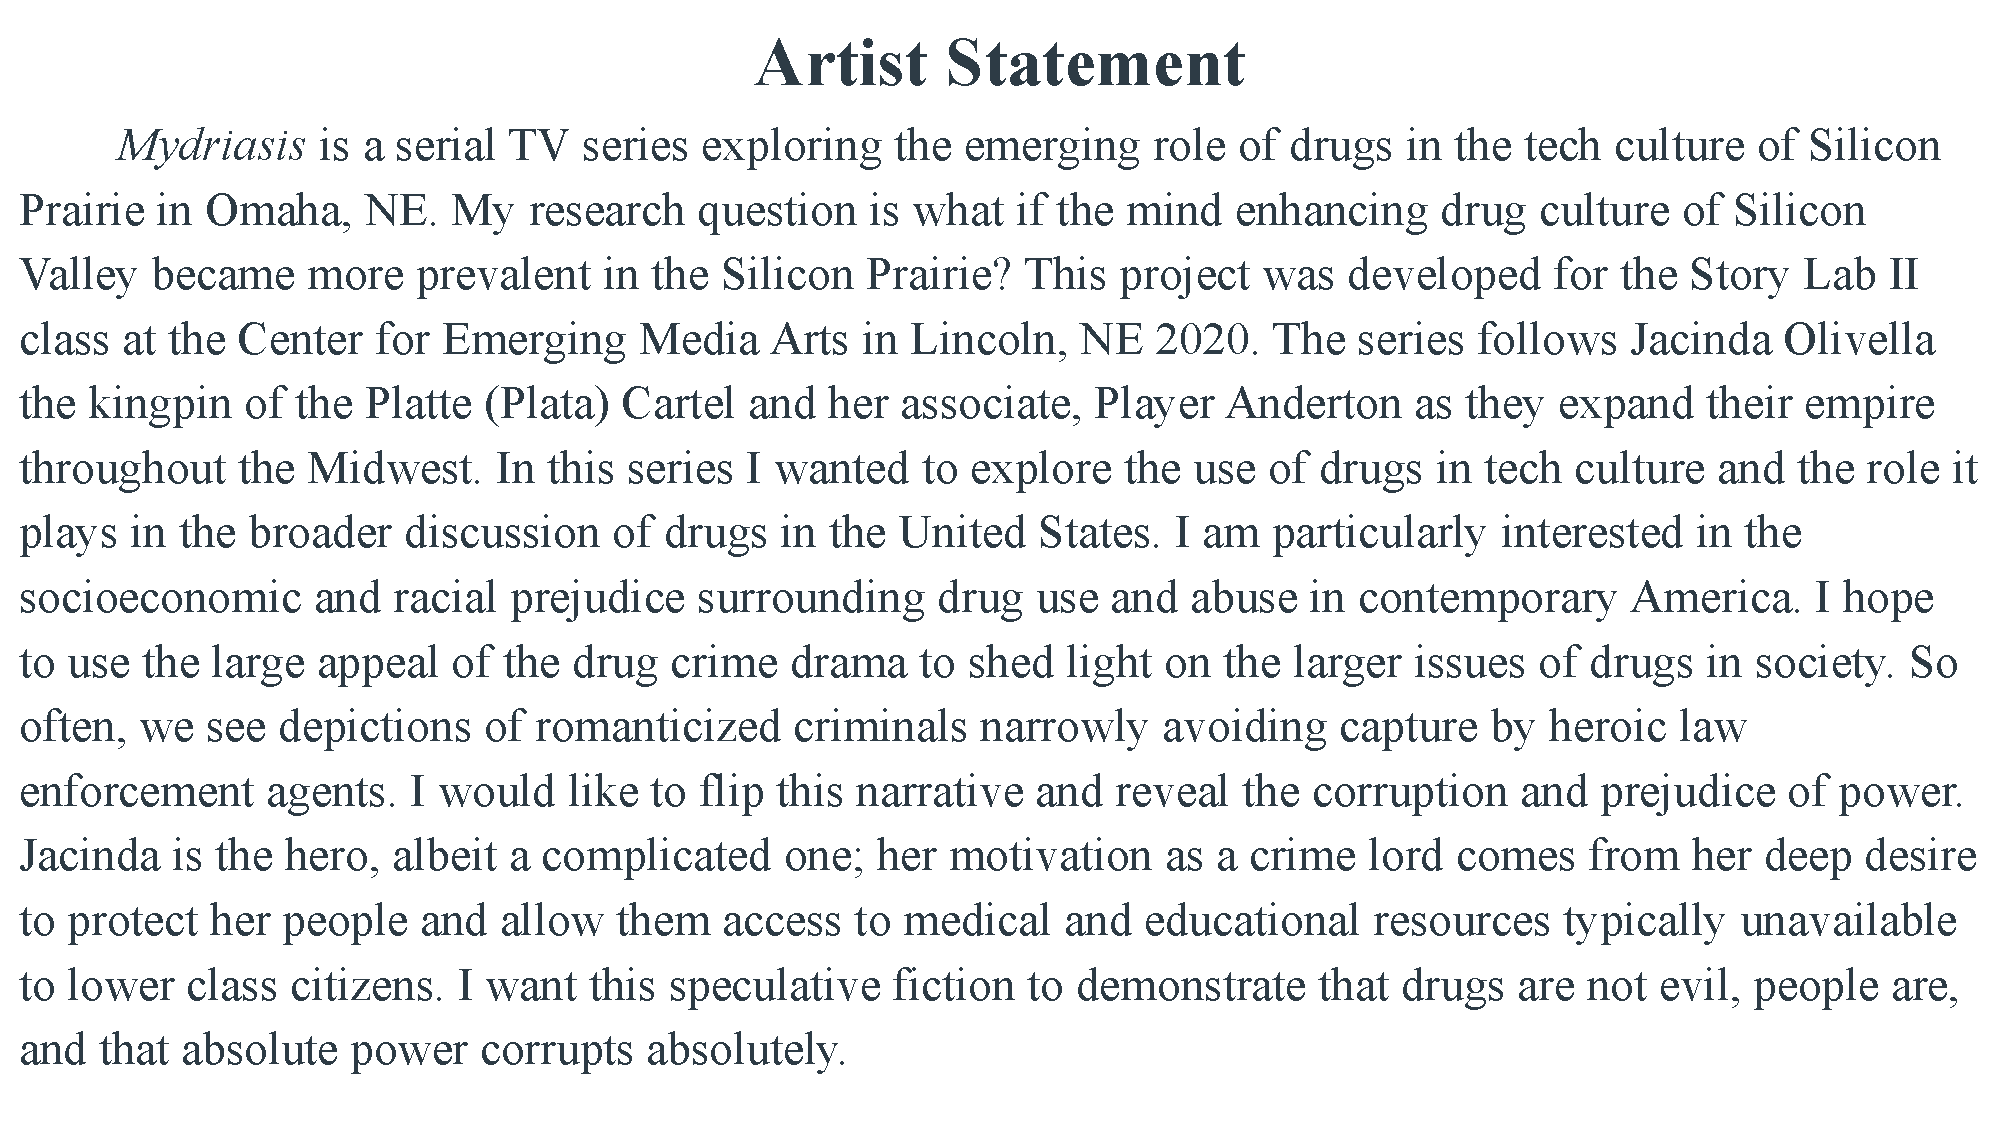 Artist Statement
Mydriasis is a serial TV series exploring the emerging role of drugs in the tech culture of Silicon
Prairie in Omaha, NE. My research question is what if the mind enhancing drug culture of Silicon
Valley became more prevalent in the Silicon Prairie? This project was developed for the Story Lab II
class at the Center for Emerging Media Arts in Lincoln, NE 2020. The series follows Jacinda Olivella
the kingpin of the Platte (Plata) Cartel and her associate, Player Anderton as they expand their empire
throughout the Midwest. In this series I wanted to explore the use of drugs in tech culture and the role it
plays in the broader discussion of drugs in the United States. I am particularly interested in the
socioeconomic and racial prejudice surrounding drug use and abuse in contemporary America. I hope
to use the large appeal of the drug crime drama to shed light on the larger issues of drugs in society. So
often, we see depictions of romanticized criminals narrowly avoiding capture by heroic law
enforcement agents. I would like to flip this narrative and reveal the corruption and prejudice of power.
Jacinda is the hero, albeit a complicated one; her motivation as a crime lord comes from her deep desire
to protect her people and allow them access to medical and educational resources typically unavailable
to lower class citizens. I want this speculative fiction to demonstrate that drugs are not evil, people are,
and that absolute power corrupts absolutely.